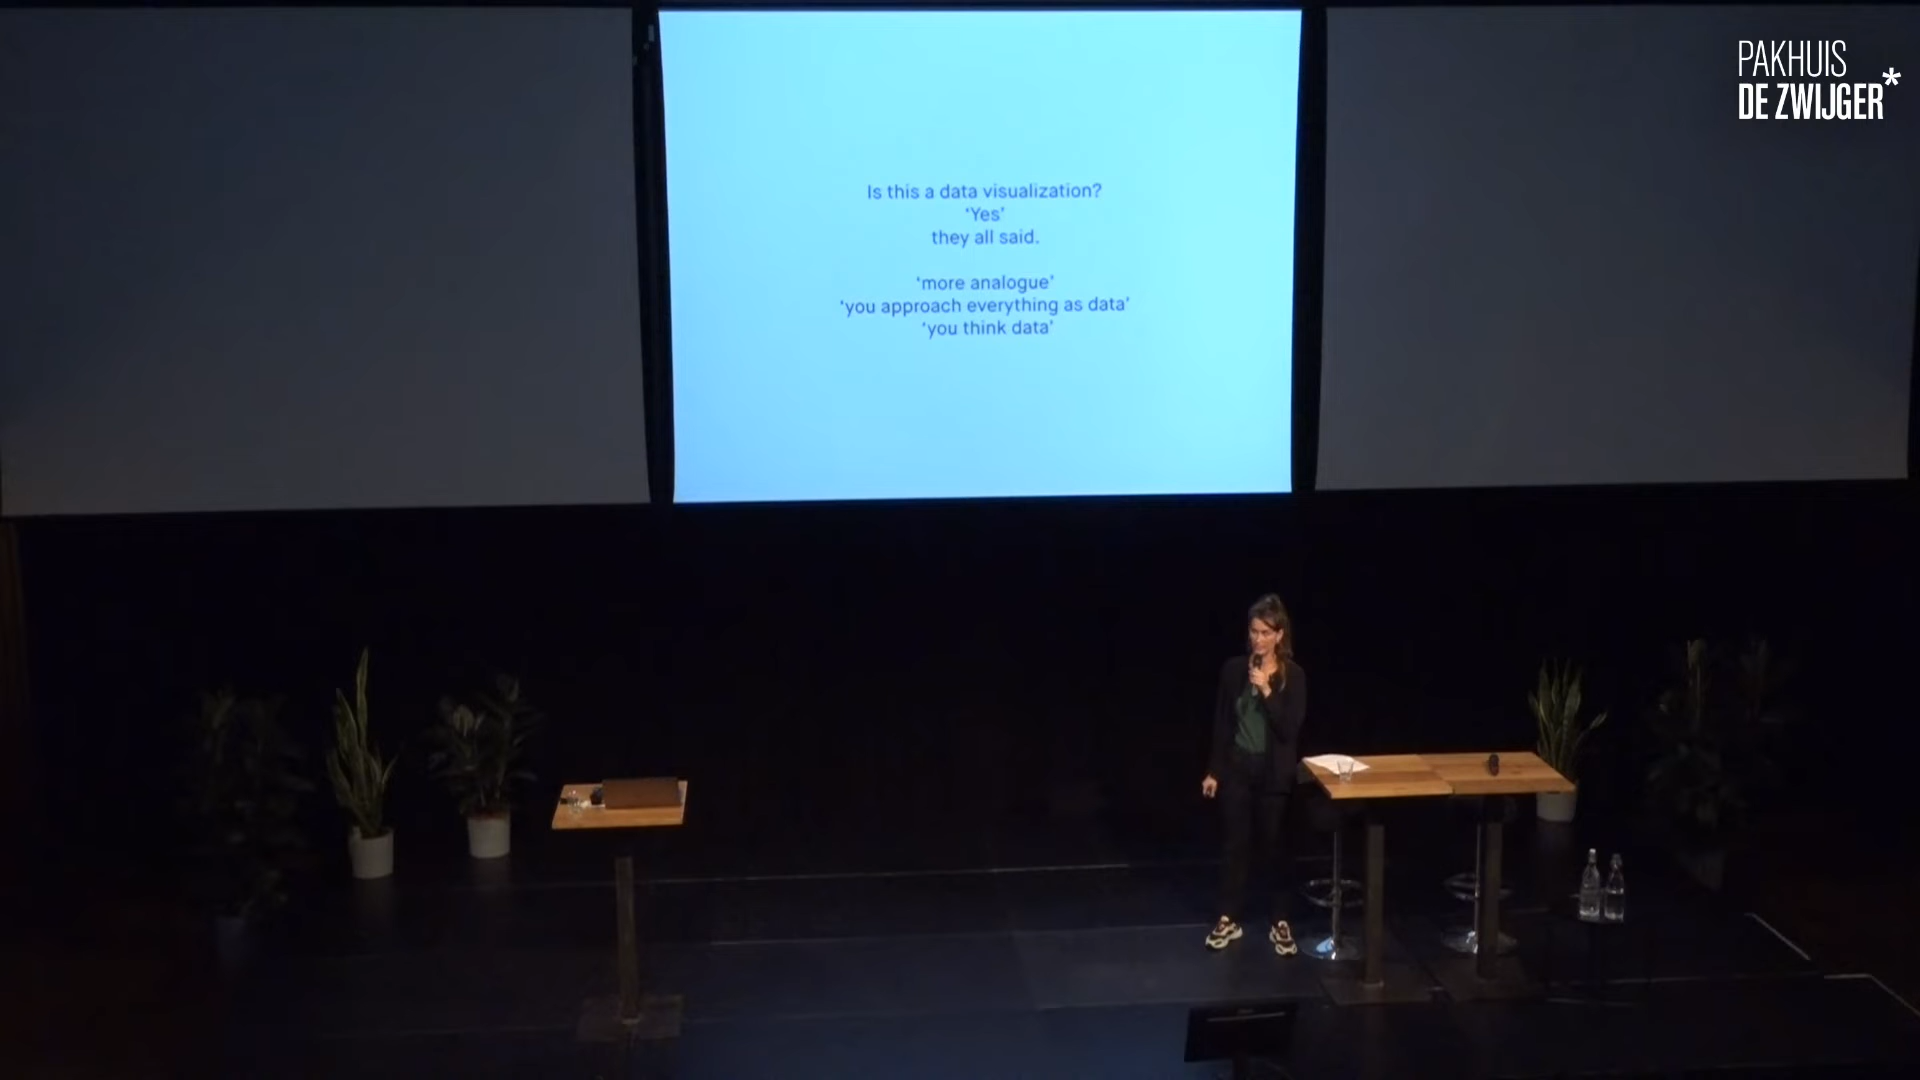 PAKHUIS
DE ZWIJGER*
Is this a data visualization?
‘Yes’
they all said.
‘more analogue’
‘you approach everything as data’
‘you think data’